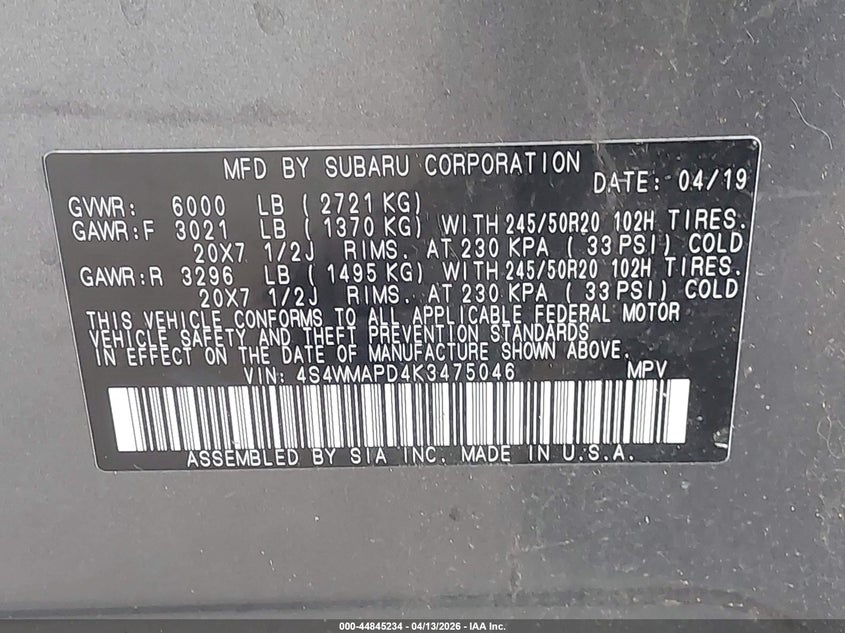 MFD BY SUBARU CORPORATION
DATE: 04/19
GVWR: 6000 LB ( 2721 KG)
GAWR:F 3021 LB ( 1370 KG) WITH 245/50R20 102H TIRES.
20X7 1/2J RIMS. AT 230 KPA ( 33 PSI) COLD
GAWR:R 3296 LB ( 1495 KG) WITH 245/50R20 102H TIRES.
20X7 1/2J RIMS. AT 230 KPA ( 33 PSI) COLD
THIS VEHICLE CONFORMS TO ALL APPLICABLE FEDERAL MOTOR
VEHICLE SAFETY AND THEFT PREVENTION STANDARDS
IN EFFECT ON THE DATE OF MANUFACTURE SHOWN ABOVE.
VIN: 4S4WMAPD4K3475046 MPV
ASSEMBLED BY SIA INC. MADE IN U.S.A.
000-44845234 - 04/13/2026 - IAA Inc.